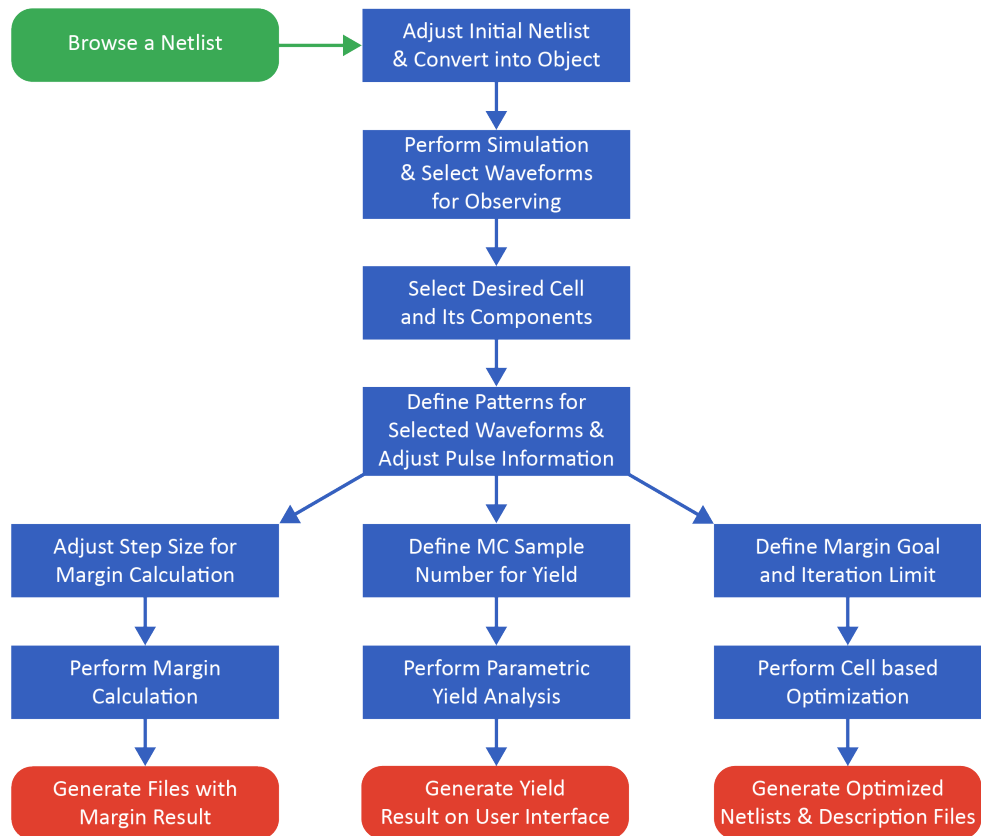 Browse a Netlist
Adjust Initial Netlist
& Convert into Object
Perform Simulation
& Select Waveforms
for Observing
Select Desired Cell
and Its Components
Define Patterns for
Selected Waveforms &
Adjust Pulse Information
Adjust Step Size for
Margin Calculation
Define MC Sample
Number for Yield
Define Margin Goal
and Iteration Limit
Perform Margin
Calculation
Perform Parametric
Yield Analysis
Perform Cell based
Optimization
Generate Files with
Margin Result
Generate Yield
Result on User Interface
Generate Optimized
Netlists & Description Files